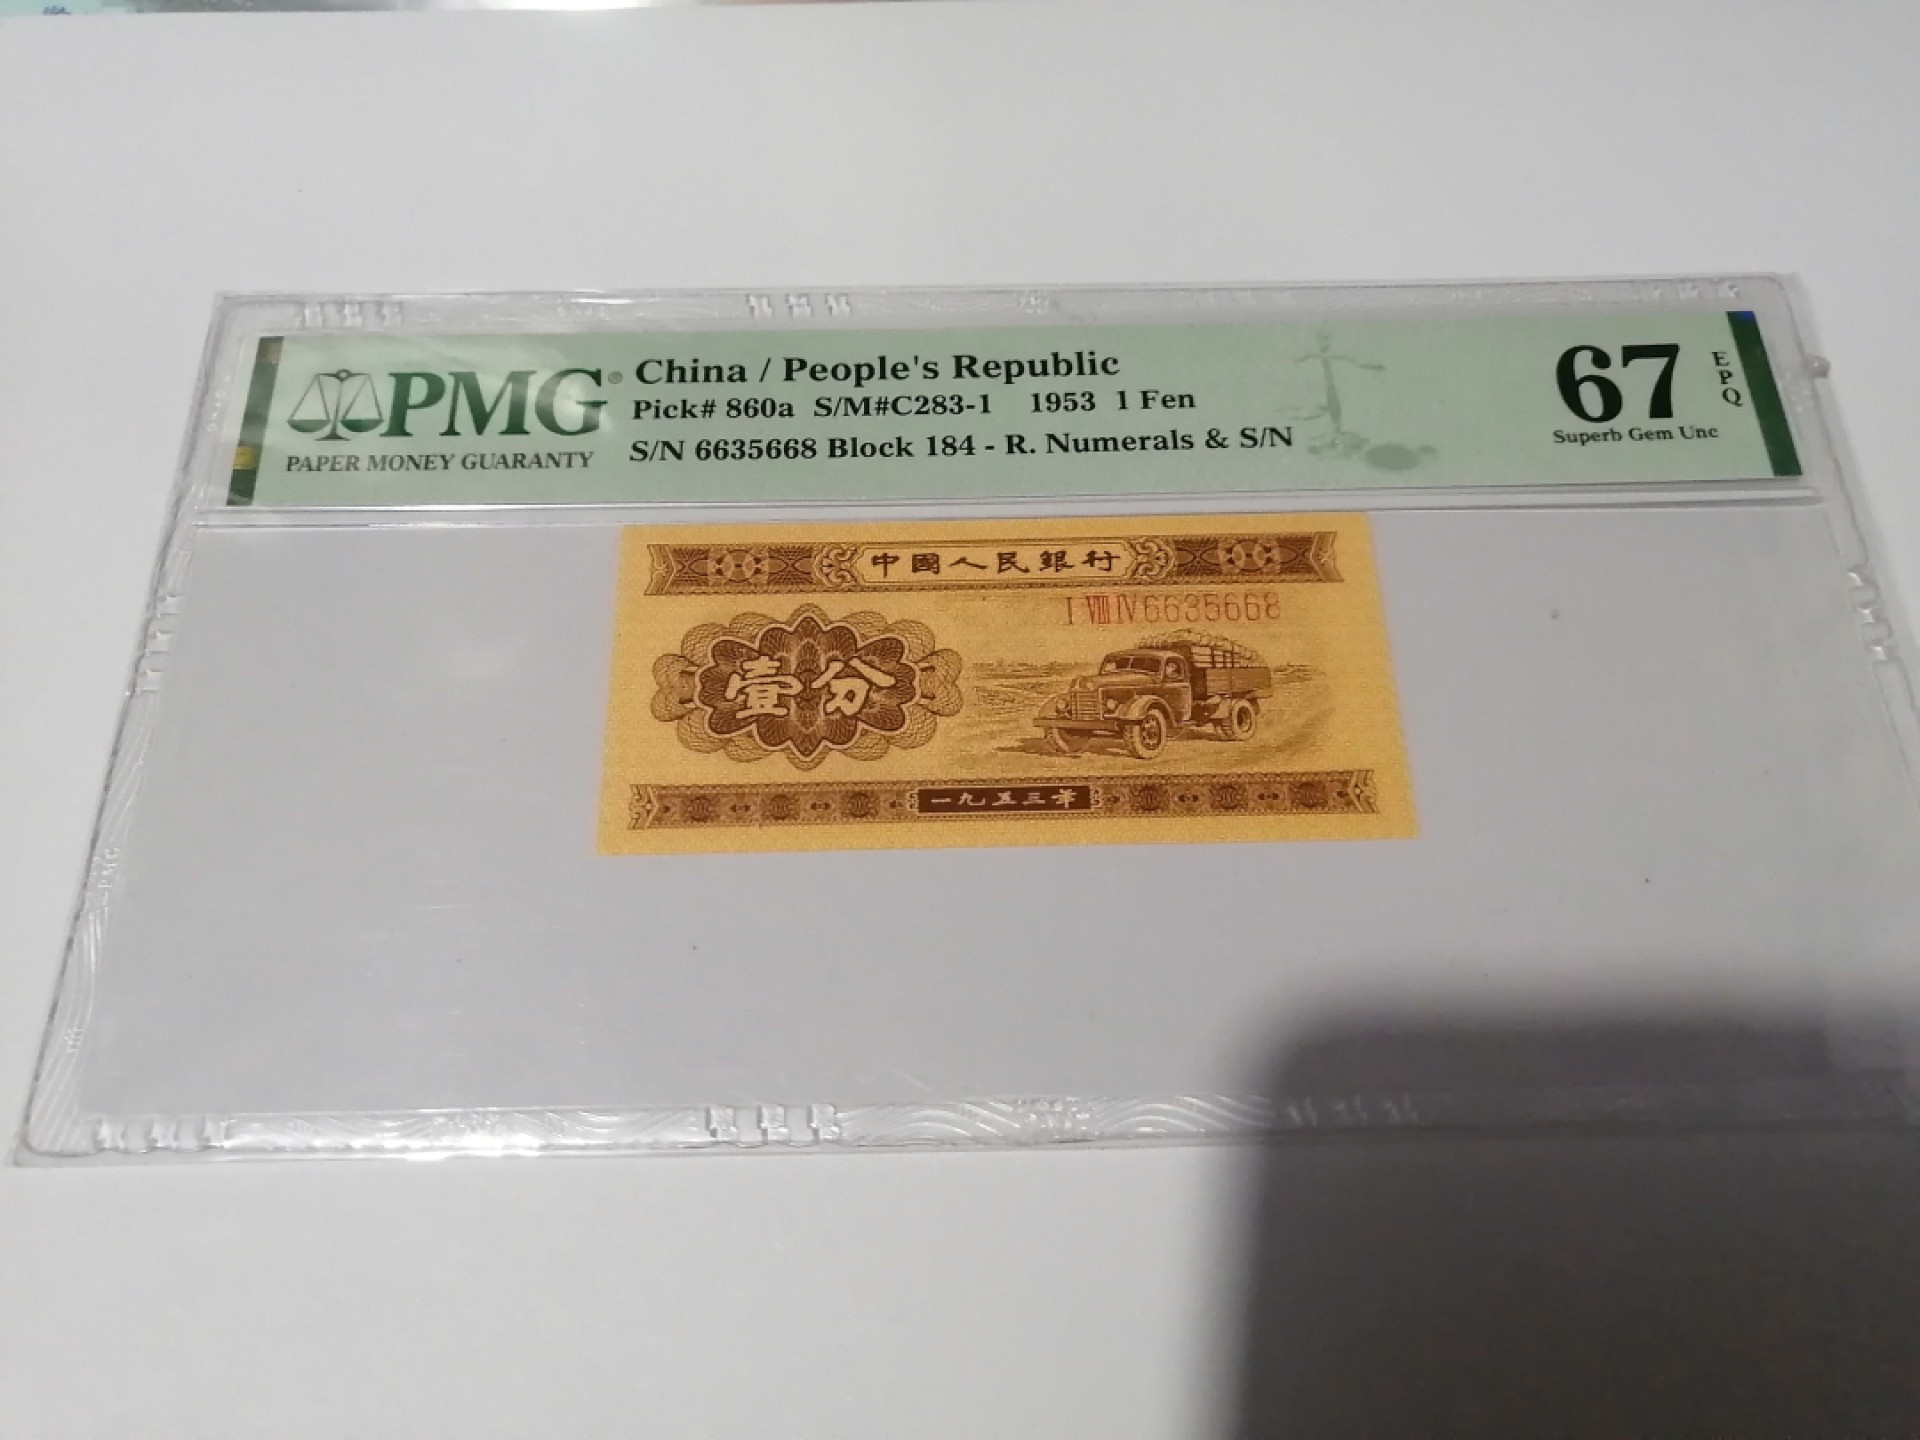 PMG®
PAPER MONEY GUARANTY
China / People's Republic
Pick# 860a S/M#C283-1 1953 1 Fen
S/N 6635668 Block 184 - R. Numerals & S/N
67
EPQ
Superb Gem Unc
中國人民銀行
I VIII IV 6635668
壹分
一九五三年
PMG